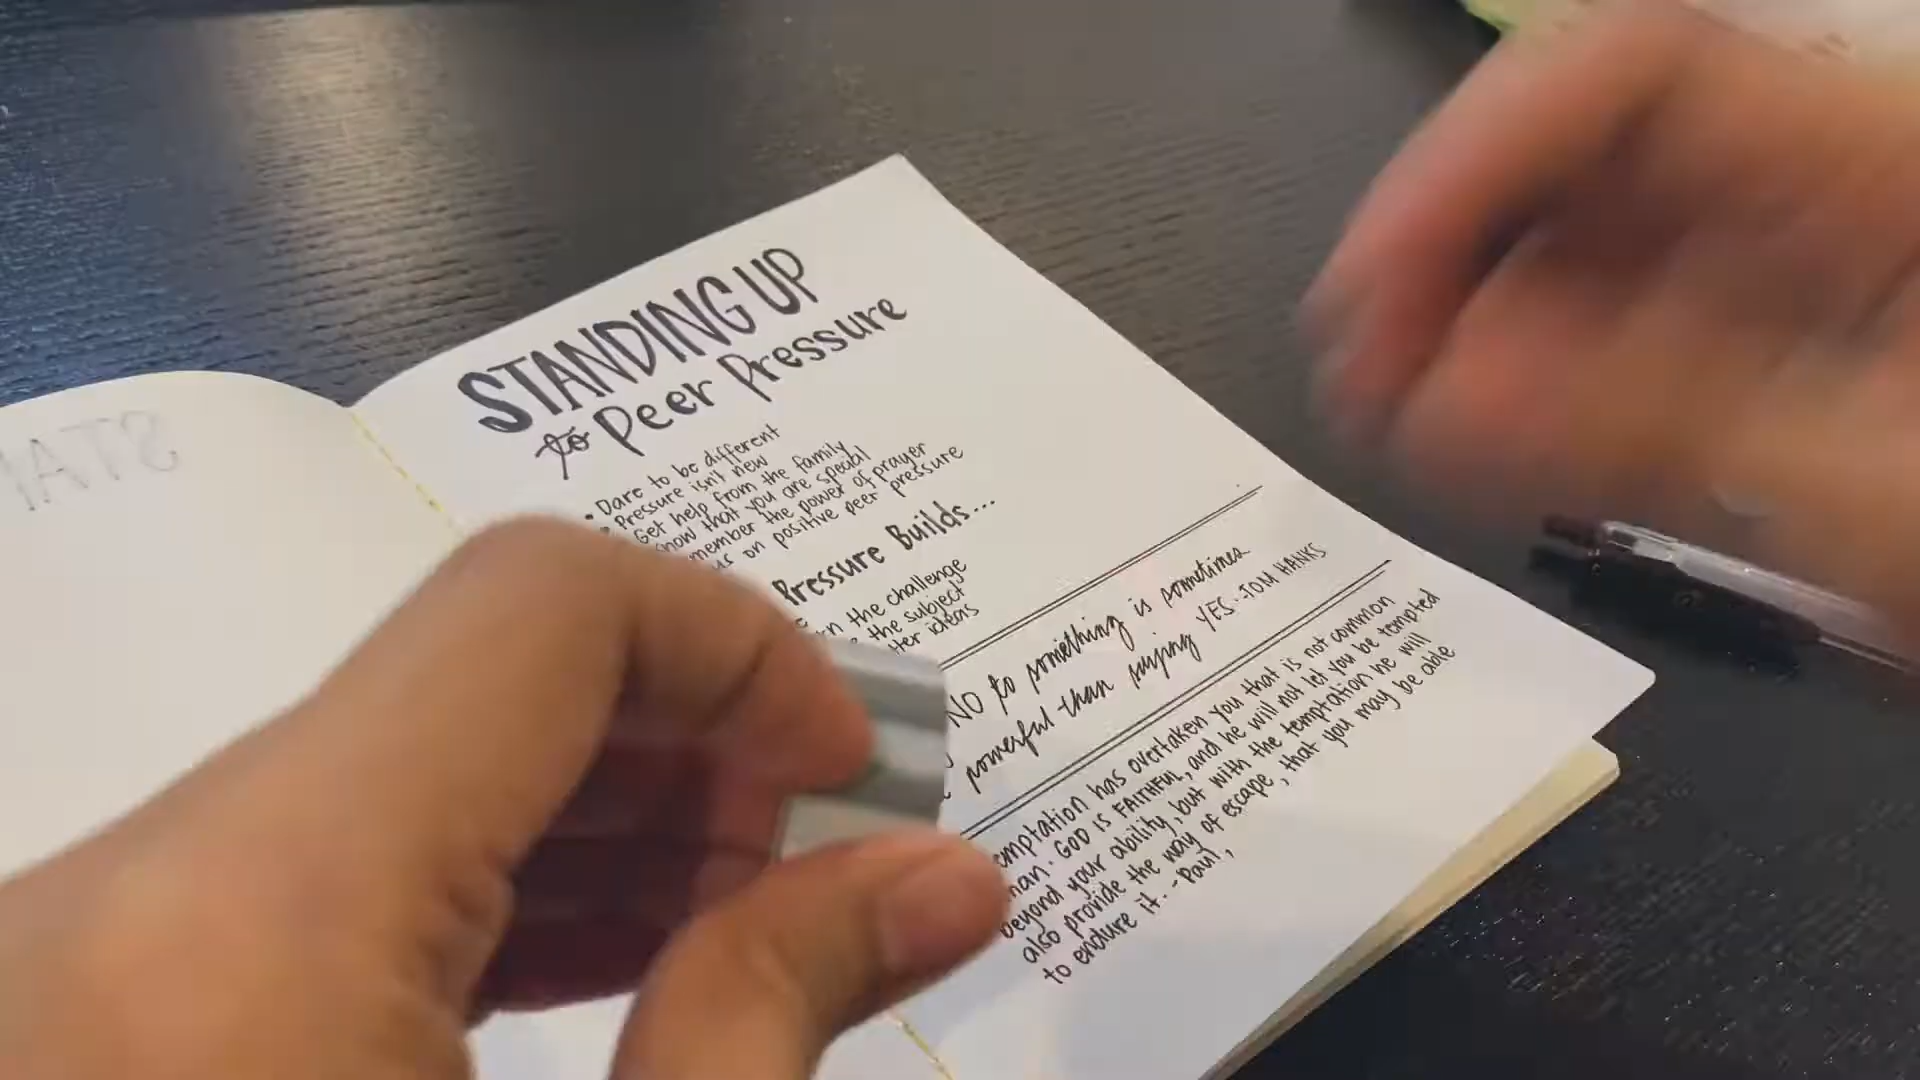 STANDING UP
to Peer Pressure
• Dare to be different
• Pressure isn't new
Get help from the family
that you are special
the power of prayer
on positive peer pressure
Pressure Builds...
the challenge
the subject
ideas
NO to something is sometimes
powerful than saying YES - TOM HANKS
has overtaken you that is not common
GOD IS FAITHFUL, and he will not let you be tempted
beyond your ability, but with the temptation he will
also provide the way of escape, that you may be able
to endure it. - Paul,